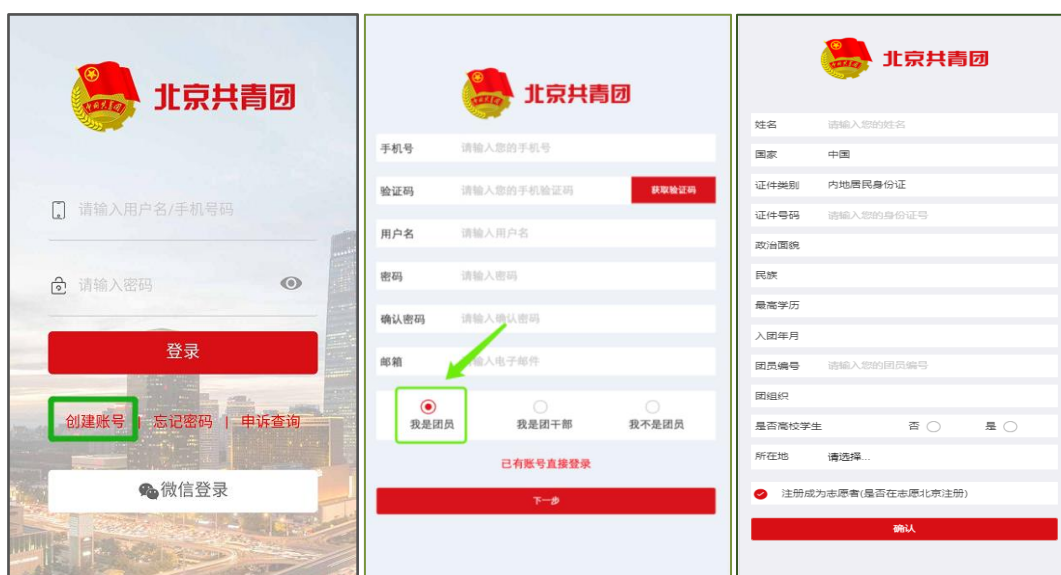 北京共青团
请输入用户名/手机号码
请输入密码
登录
创建账号 | 忘记密码 | 申诉查询
微信登录
北京共青团
手机号 请输入您的手机号
验证码 请输入您的手机验证码 获取验证码
用户名 请输入用户名
密码 请输入密码
确认密码 请输入确认密码
邮箱 请输入电子邮件
我是团员 我是团干部 我不是团员
已有账号直接登录
下一步
北京共青团
姓名 请输入您的姓名
国家 中国
证件类别 内地居民身份证
证件号码 请输入您的身份证号
政治面貌
民族
最高学历
入团年月
团员编号 请输入您的团员编号
团组织
是否高校学生 否 是
所在地 请选择...
注册成为志愿者(是否在志愿北京注册)
确认